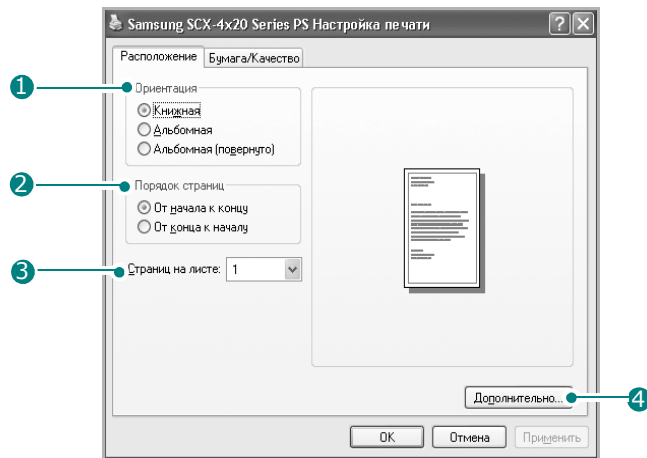 Samsung SCX-4x20 Series PS Настройка печати
Расположение Бумага/Качество
1 Ориентация
Книжная
Альбомная
Альбомная (повернуто)
2 Порядок страниц
От начала к концу
От конца к началу
3 Страниц на листе: 1
Дополнительно... 4
OK Отмена Применить